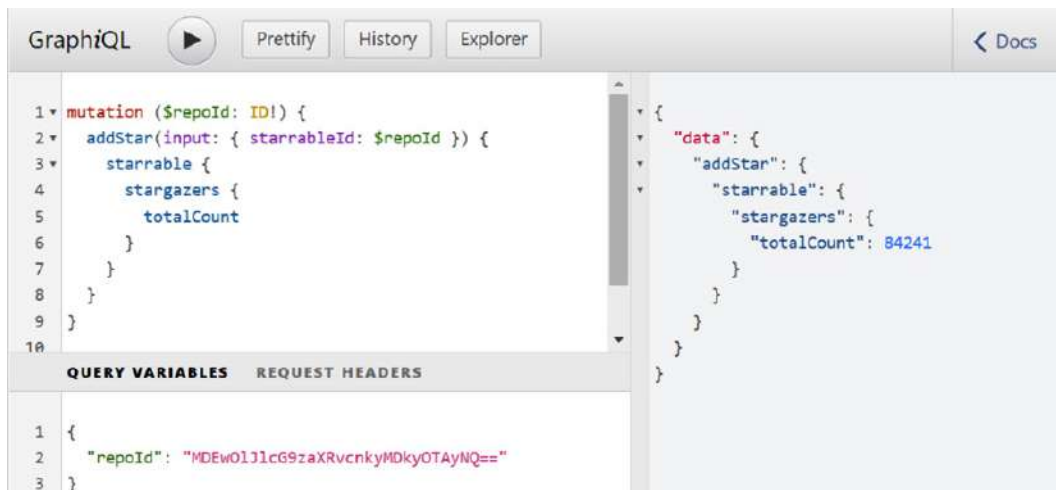 GraphiQL Prettify History Explorer Docs
1 mutation ($repoId: ID!) {
2 addStar(input: { starrableId: $repoId }) {
3 starrable {
4 stargazers {
5 totalCount
6 }
7 }
8 }
9 }
10
QUERY VARIABLES REQUEST HEADERS
1 {
2 "repoId": "MDEwOlJlcG9zaXRvcnkyMDkyOTAyNQ=="
3 }
{
"data": {
"addStar": {
"starrable": {
"stargazers": {
"totalCount": 84241
}
}
}
}
}